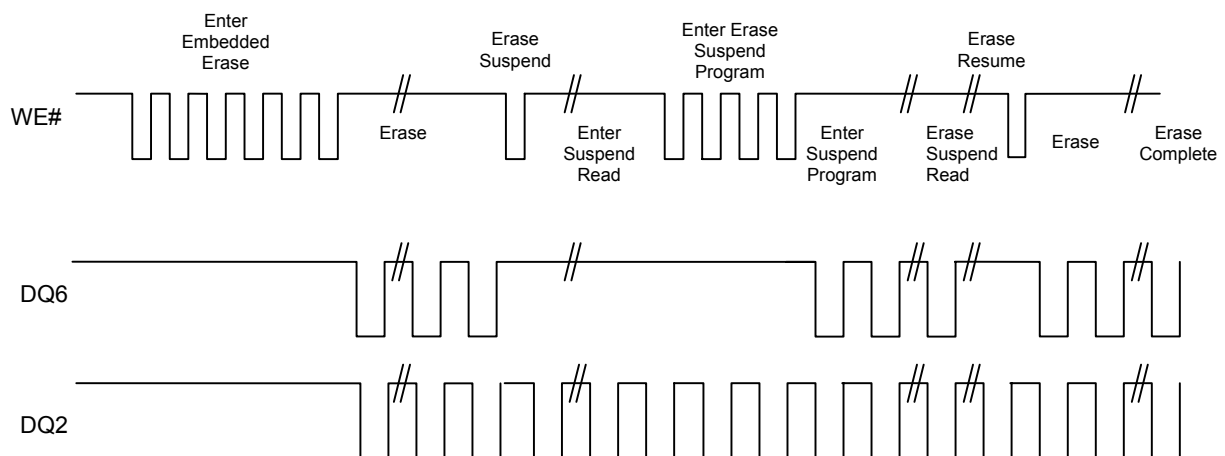 Enter
Embedded
Erase
Erase
Suspend
Enter Erase
Suspend
Program
Erase
Resume
WE#
Erase
Enter
Suspend
Read
Enter
Suspend
Program
Erase
Suspend
Read
Erase
Erase
Complete
DQ6
DQ2